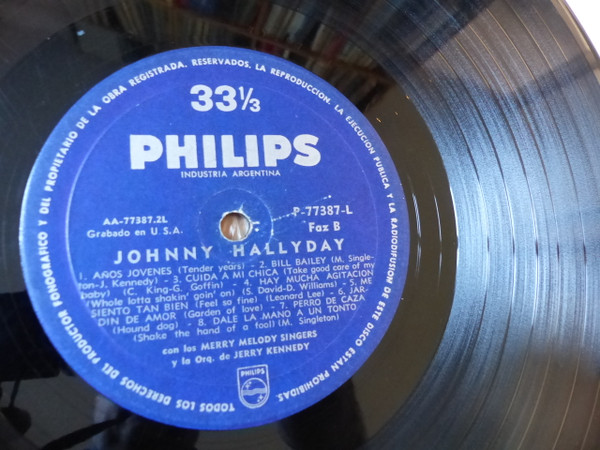 TODOS LOS DERECHOS DEL PRODUCTOR FONOGRAFICO Y DEL PROPIETARIO DE LA OBRA REGISTRADA, RESERVADOS. LA REPRODUCCION, LA EJECUCION PUBLICA Y LA RADIODIFUSION DE ESTE DISCO ESTAN PROHIBIDAS.
33 1/3
PHILIPS
INDUSTRIA ARGENTINA
AA-77387.2L P-77387-L
Grabado en U.S.A. Faz B
JOHNNY HALLYDAY
1. AÑOS JOVENES (Tender years) - 2. BILL BAILEY (M. Single-
ton-J. Kennedy) - 3. CUIDA A MI CHICA (Take good care of my
baby) (C. King-G. Goffin) - 4. HAY MUCHA AGITACION
(Whole lotta shakin' goin' on) (S. David-D. Williams) - 5. ME
SIENTO TAN BIEN (Feel so fine) (Leonard Lee) - 6. JAR-
DIN DE AMOR (Garden of love) - 7. PERRO DE CAZA
(Hound dog) - 8. DALE LA MANO A UN TONTO
(Shake the hand of a fool) (M. Singleton)
con los MERRY MELODY SINGERS
y la Orq. de JERRY KENNEDY
PHILIPS